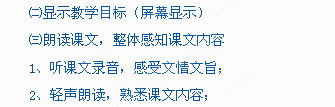 ㈡显示教学目标（屏幕显示）
㈢朗读课文，整体感知课文内容
1、听课文录音，感受文情文旨；
2、轻声朗读，熟悉课文内容；